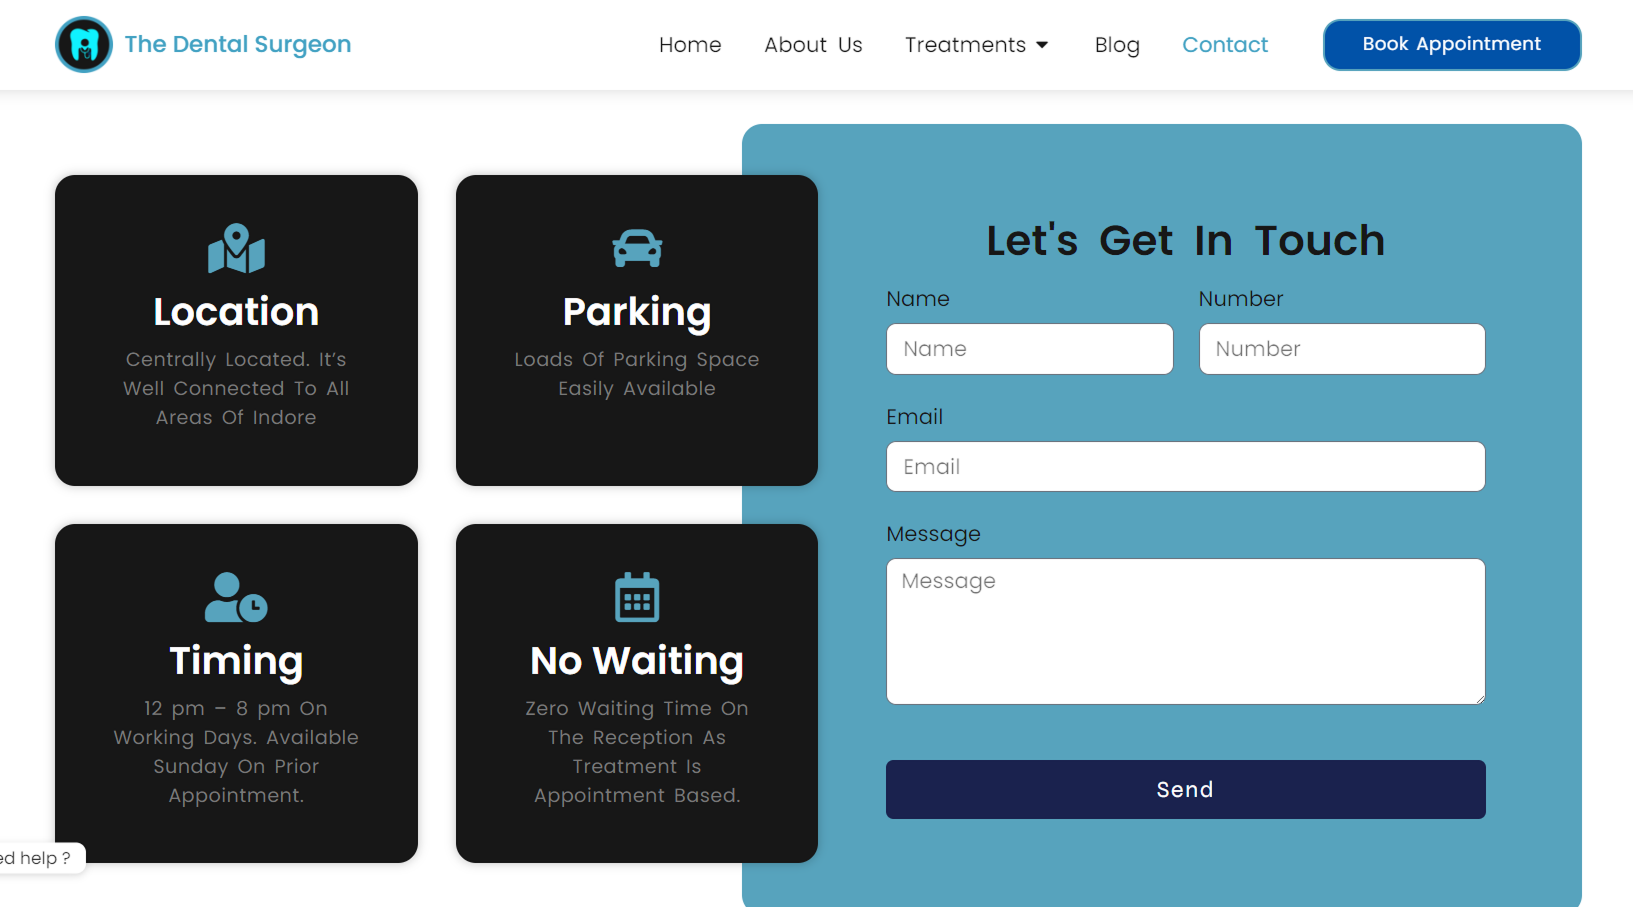 The Dental Surgeon
Home
About Us
Treatments
Blog
Contact
Book Appointment
Location
Centrally Located. It’s
Well Connected To All
Areas Of Indore
Parking
Loads Of Parking Space
Easily Available
Timing
12 pm – 8 pm On
Working Days. Available
Sunday On Prior
Appointment.
No Waiting
Zero Waiting Time On
The Reception As
Treatment Is
Appointment Based.
Let's Get In Touch
Name
Number
Name
Number
Email
Email
Message
Message
Send
ed help ?